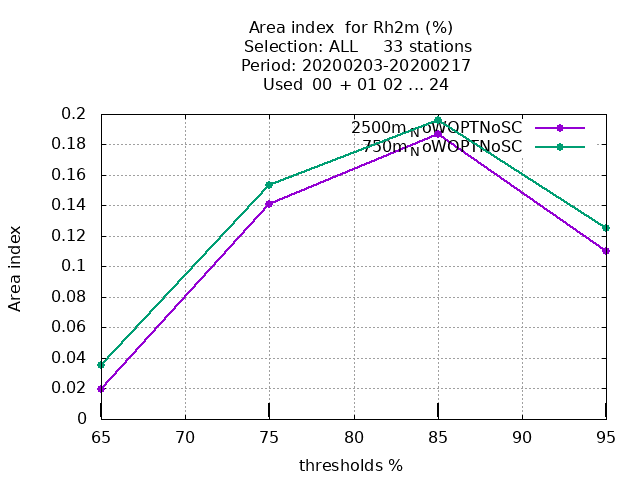 Area index for Rh2m (%)
Selection: ALL 33 stations
Period: 20200203-20200217
Used 00 + 01 02 ... 24
2500m_NoWOPTNoSC
750m_NoWOPTNoSC
0.2
0.18
0.16
0.14
0.12
0.1
0.08
0.06
0.04
0.02
0
Area index
65 70 75 80 85 90 95
thresholds %